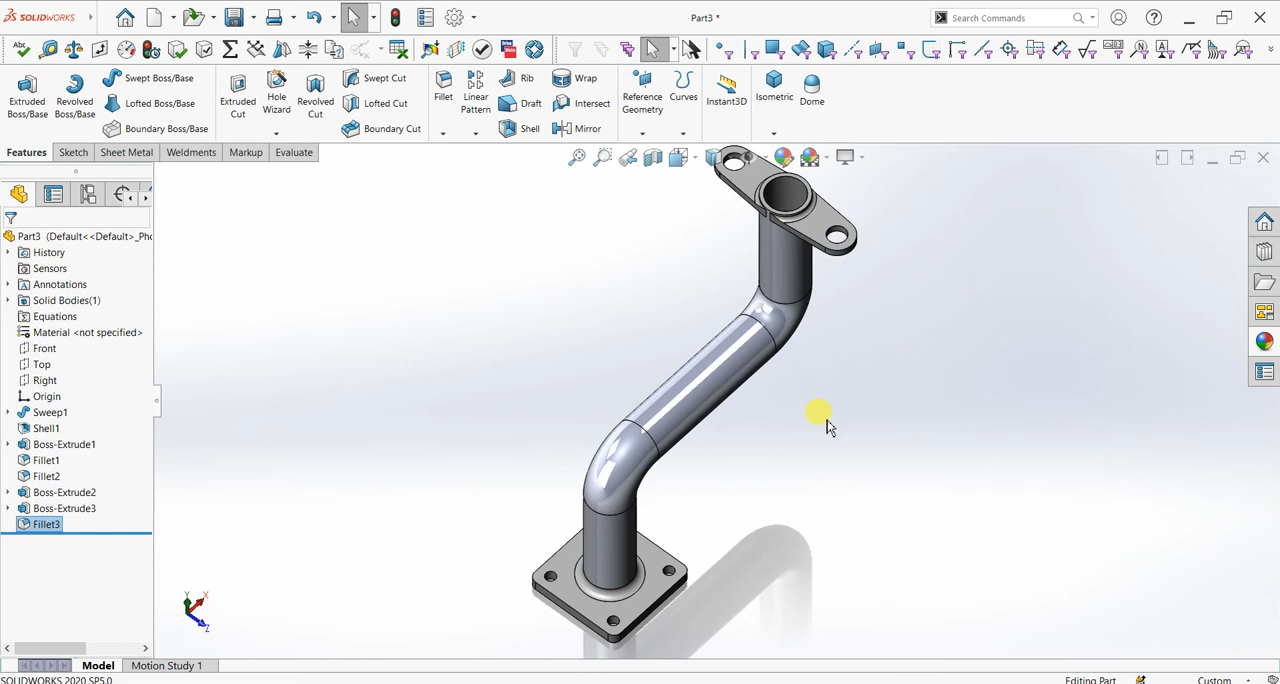 SOLIDWORKS
Part3 *
Search Commands
Extruded Boss/Base
Revolved Boss/Base
Swept Boss/Base
Lofted Boss/Base
Boundary Boss/Base
Extruded Cut
Hole Wizard
Revolved Cut
Swept Cut
Lofted Cut
Boundary Cut
Fillet
Linear Pattern
Rib
Draft
Shell
Wrap
Intersect
Mirror
Reference Geometry
Curves
Instant3D
Isometric
Dome
Features
Sketch
Sheet Metal
Weldments
Markup
Evaluate
Part3 (Default<<Default>_Pho
History
Sensors
Annotations
Solid Bodies(1)
Equations
Material <not specified>
Front
Top
Right
Origin
Sweep1
Shell1
Boss-Extrude1
Fillet1
Fillet2
Boss-Extrude2
Boss-Extrude3
Fillet3
Y
X
Z
Model
Motion Study 1
SOLIDWORKS 2020 SP5.0
Editing Part
Custom